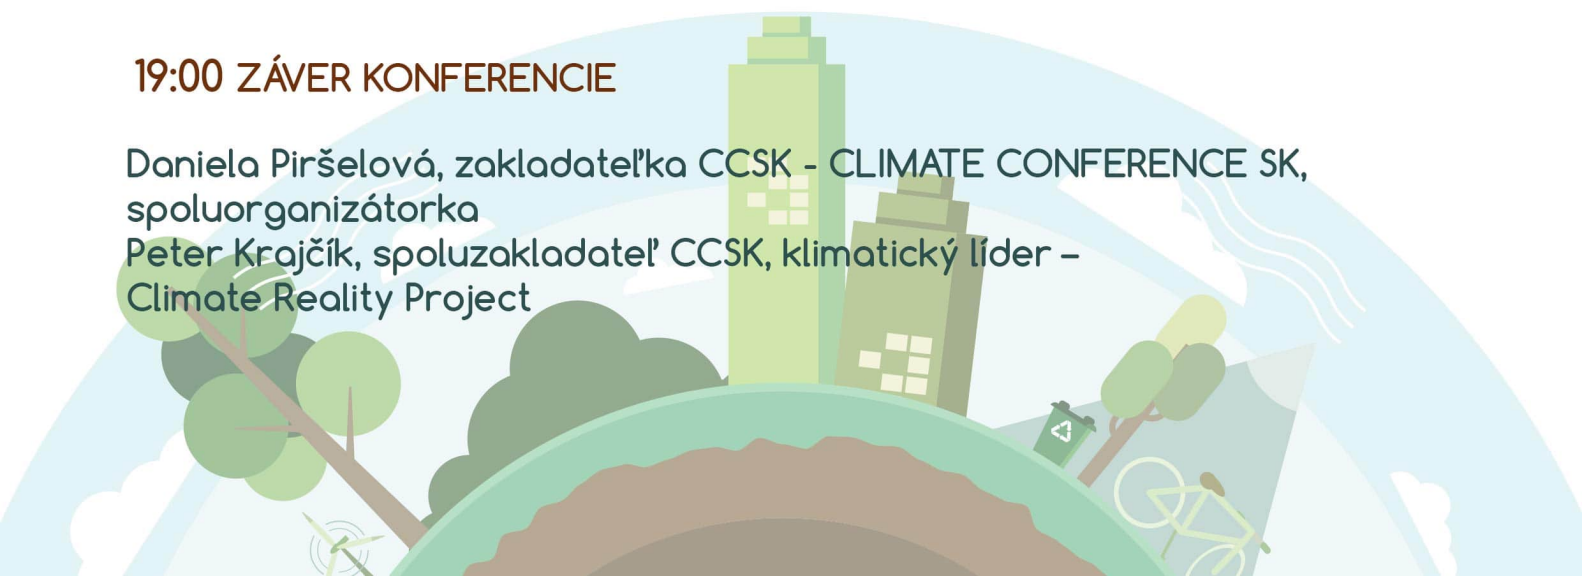 19:00 ZÁVER KONFERENCIE
Daniela Piršelová, zakladateľka CCSK - CLIMATE CONFERENCE SK,
spoluorganizátorka
Peter Krajčík, spoluzakladateľ CCSK, klimatický líder –
Climate Reality Project